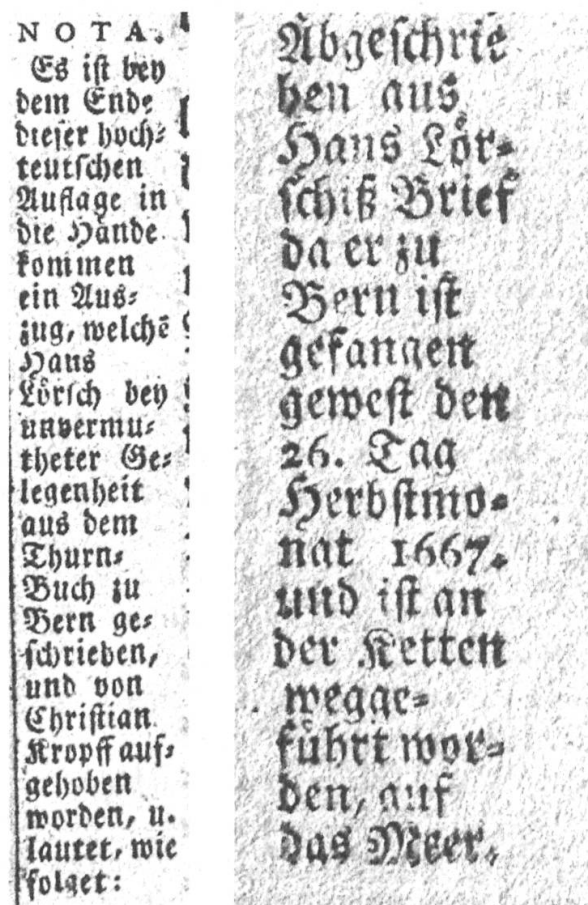 NOTA.
Es iſt bey
dem Ende
dieſer hoch⸗
teutſchen
Auflage in
die Hände
kommen
ein Aus⸗
zug, welchē
Hans
Lörſch bey
unvermu⸗
theter Ge⸗
legenheit
aus dem
Thurn⸗
Buch zu
Bern ge⸗
ſchrieben,
und von
Chriſtian
Kropff auf⸗
gehoben
worden, u.
lautet, wie
folget:
Abgeſchrie
ben aus
Hans Lör⸗
ſchiß Brief
da er zu
Bern iſt
gefangen
geweſt den
26. Tag
Herbſtmo⸗
nat 1667.
und iſt an
der Ketten
wegge⸗
führt wor⸗
den, auf
das Meer.